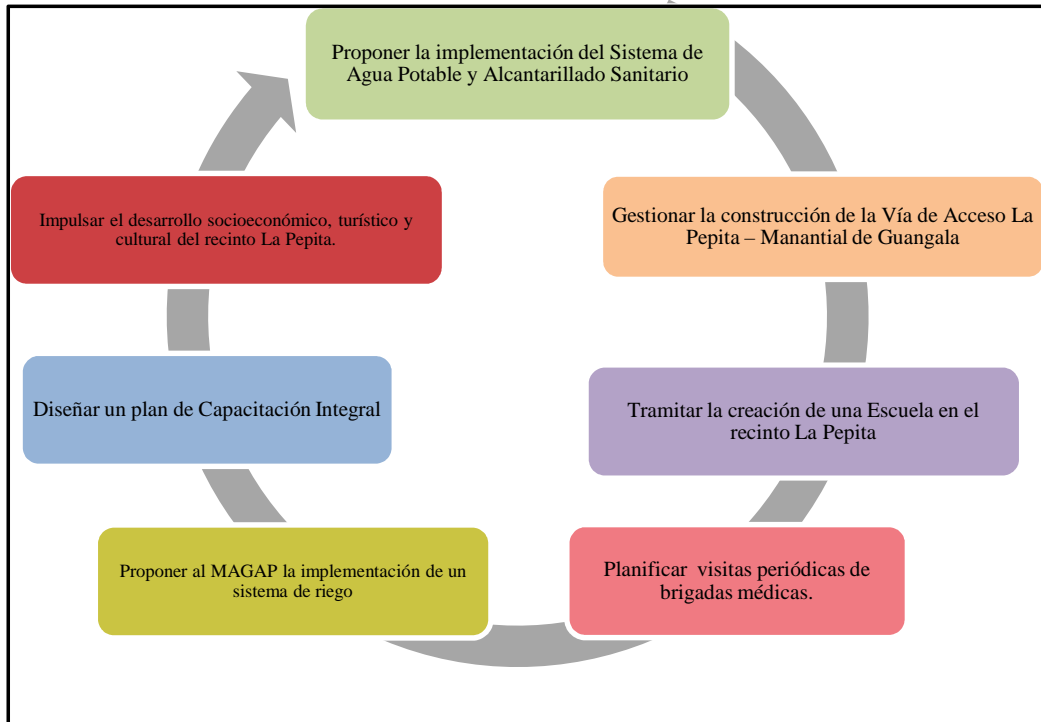 Proponer la implementación del Sistema de
Agua Potable y Alcantarillado Sanitario
Gestionar la construcción de la Vía de Acceso La
Pepita – Manantial de Guangala
Tramitar la creación de una Escuela en el
recinto La Pepita
Planificar visitas periódicas de
brigadas médicas.
Proponer al MAGAP la implementación de un
sistema de riego
Diseñar un plan de Capacitación Integral
Impulsar el desarrollo socioeconómico, turístico y
cultural del recinto La Pepita.